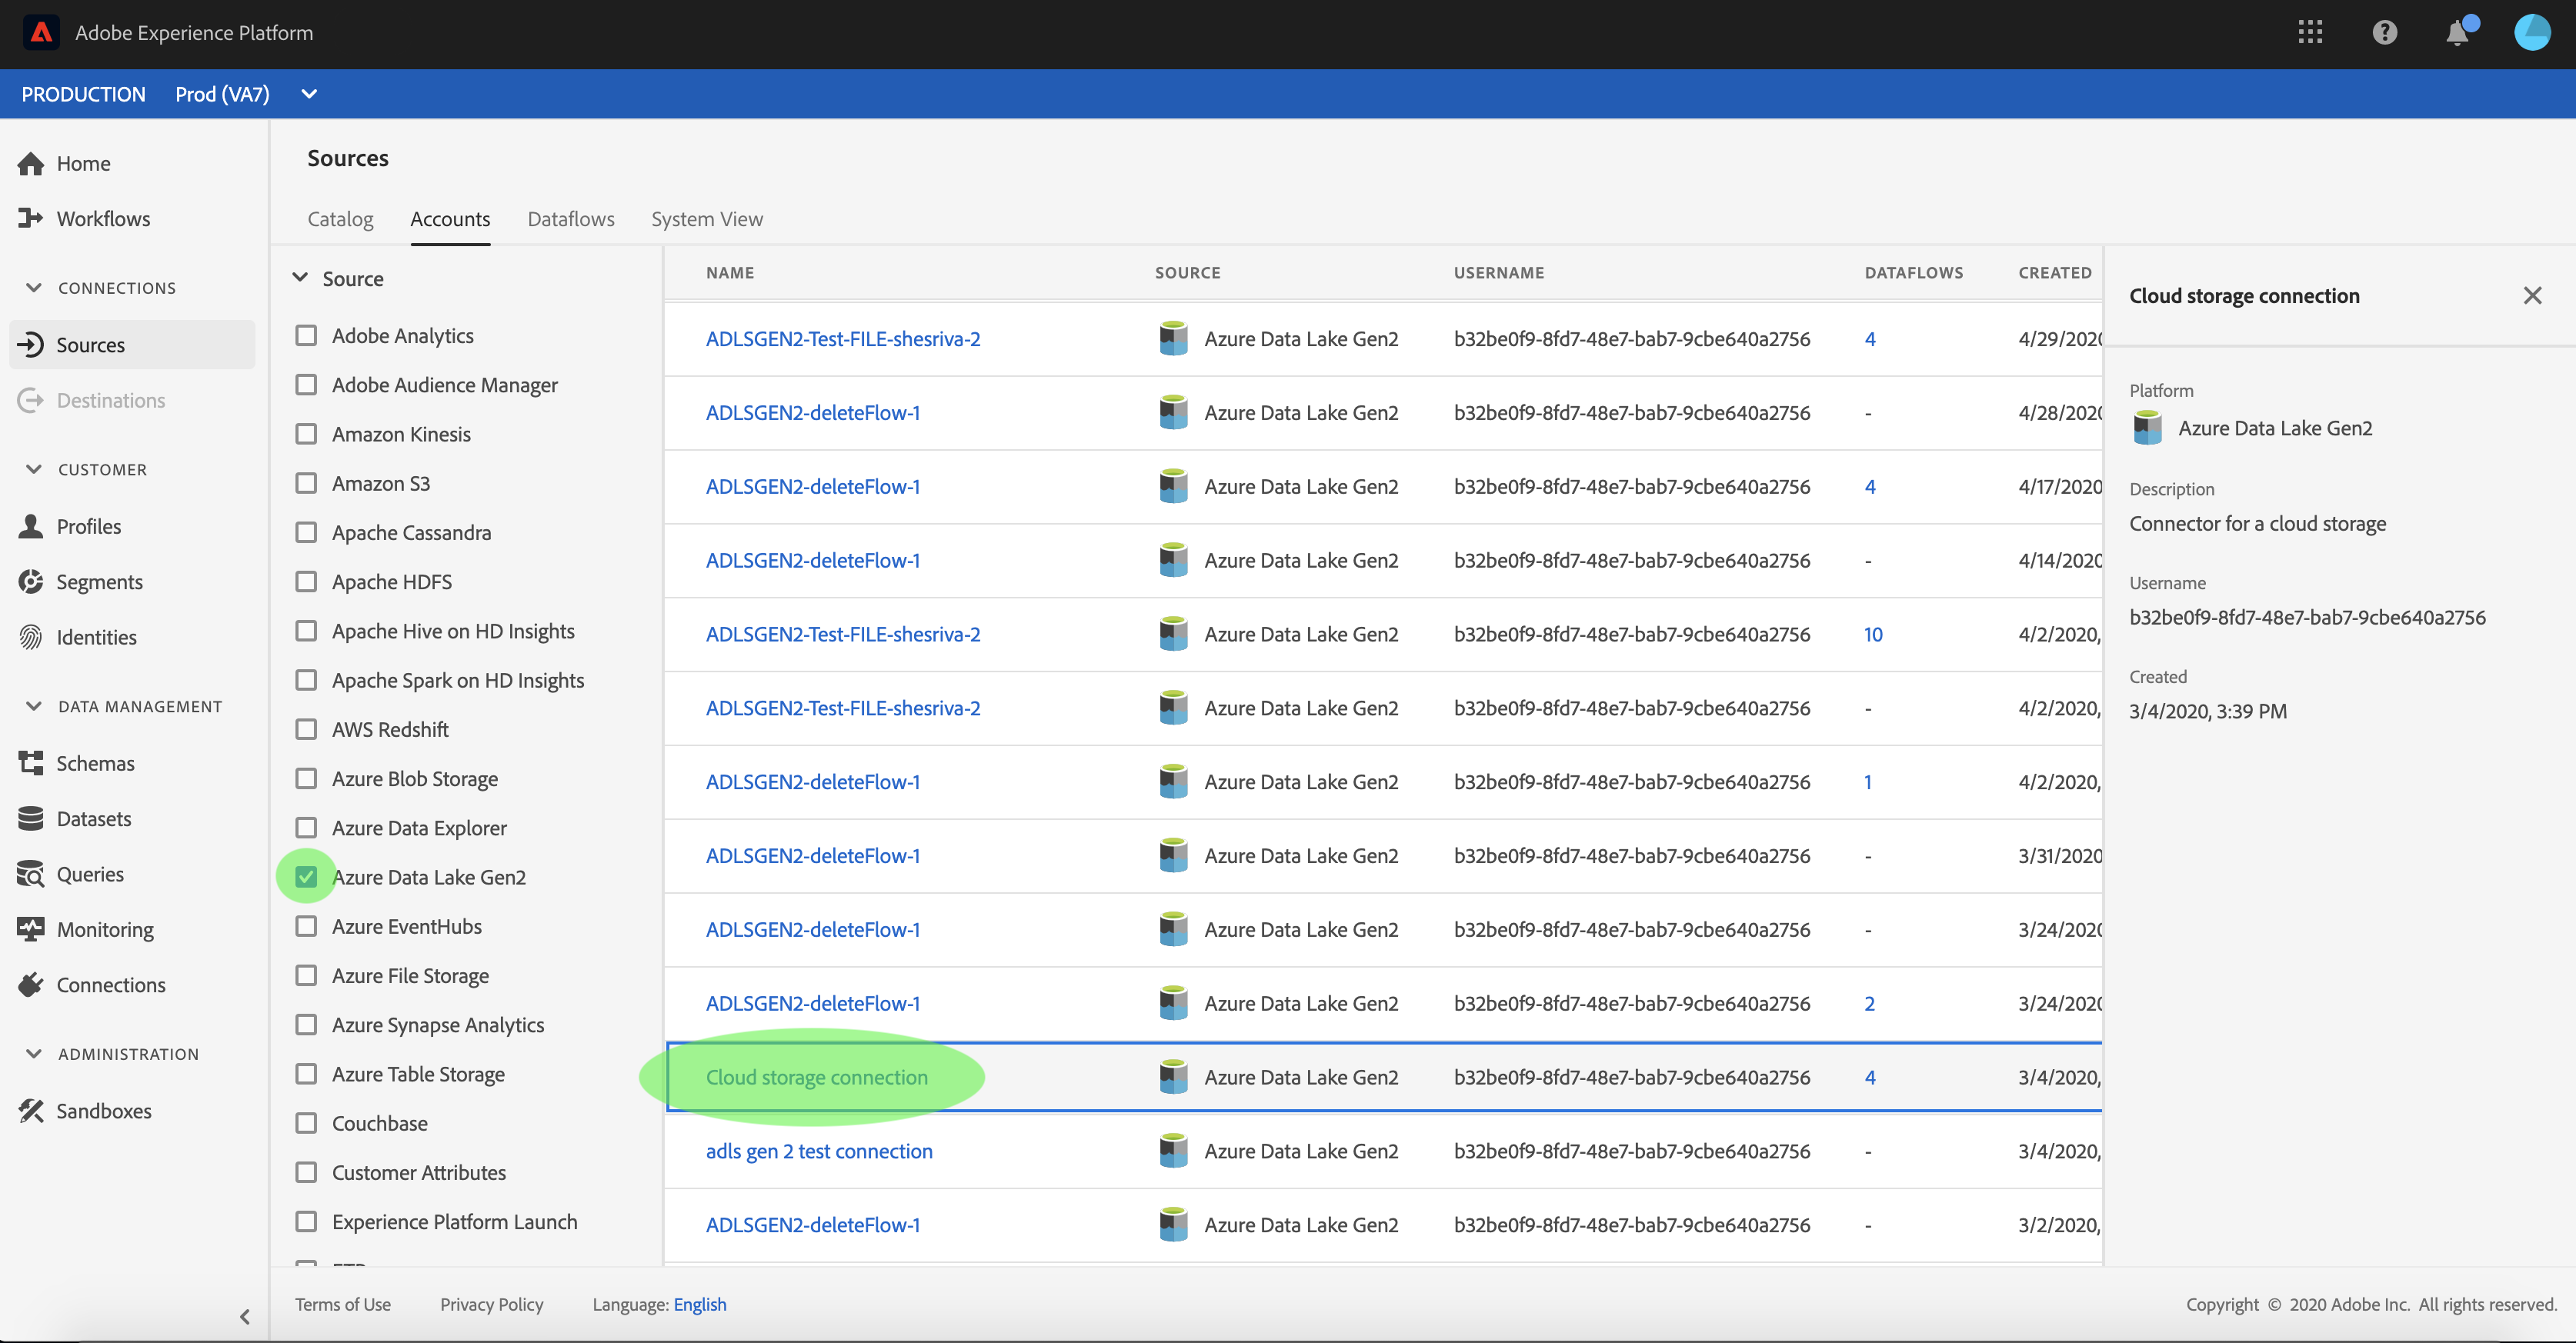 Adobe Experience Platform
PRODUCTION Prod (VA7)
Home
Workflows
CONNECTIONS
Sources
Destinations
CUSTOMER
Profiles
Segments
Identities
DATA MANAGEMENT
Schemas
Datasets
Queries
Monitoring
Connections
ADMINISTRATION
Sandboxes
Sources
Catalog Accounts Dataflows System View
Source
Adobe Analytics
Adobe Audience Manager
Amazon Kinesis
Amazon S3
Apache Cassandra
Apache HDFS
Apache Hive on HD Insights
Apache Spark on HD Insights
AWS Redshift
Azure Blob Storage
Azure Data Explorer
Azure Data Lake Gen2
Azure EventHubs
Azure File Storage
Azure Synapse Analytics
Azure Table Storage
Couchbase
Customer Attributes
Experience Platform Launch
NAME SOURCE USERNAME DATAFLOWS CREATED
ADLSGEN2-Test-FILE-shesriva-2 Azure Data Lake Gen2 b32be0f9-8fd7-48e7-bab7-9cbe640a2756 4 4/29/2020
ADLSGEN2-deleteFlow-1 Azure Data Lake Gen2 b32be0f9-8fd7-48e7-bab7-9cbe640a2756 - 4/28/2020
ADLSGEN2-deleteFlow-1 Azure Data Lake Gen2 b32be0f9-8fd7-48e7-bab7-9cbe640a2756 4 4/17/2020
ADLSGEN2-deleteFlow-1 Azure Data Lake Gen2 b32be0f9-8fd7-48e7-bab7-9cbe640a2756 - 4/14/2020
ADLSGEN2-Test-FILE-shesriva-2 Azure Data Lake Gen2 b32be0f9-8fd7-48e7-bab7-9cbe640a2756 10 4/2/2020,
ADLSGEN2-Test-FILE-shesriva-2 Azure Data Lake Gen2 b32be0f9-8fd7-48e7-bab7-9cbe640a2756 - 4/2/2020,
ADLSGEN2-deleteFlow-1 Azure Data Lake Gen2 b32be0f9-8fd7-48e7-bab7-9cbe640a2756 1 4/2/2020,
ADLSGEN2-deleteFlow-1 Azure Data Lake Gen2 b32be0f9-8fd7-48e7-bab7-9cbe640a2756 - 3/31/2020
ADLSGEN2-deleteFlow-1 Azure Data Lake Gen2 b32be0f9-8fd7-48e7-bab7-9cbe640a2756 - 3/24/2020
ADLSGEN2-deleteFlow-1 Azure Data Lake Gen2 b32be0f9-8fd7-48e7-bab7-9cbe640a2756 2 3/24/2020
Cloud storage connection Azure Data Lake Gen2 b32be0f9-8fd7-48e7-bab7-9cbe640a2756 4 3/4/2020,
adls gen 2 test connection Azure Data Lake Gen2 b32be0f9-8fd7-48e7-bab7-9cbe640a2756 - 3/4/2020,
ADLSGEN2-deleteFlow-1 Azure Data Lake Gen2 b32be0f9-8fd7-48e7-bab7-9cbe640a2756 - 3/2/2020,
Cloud storage connection
Platform
Azure Data Lake Gen2
Description
Connector for a cloud storage
Username
b32be0f9-8fd7-48e7-bab7-9cbe640a2756
Created
3/4/2020, 3:39 PM
Terms of Use Privacy Policy Language: English Copyright © 2020 Adobe Inc. All rights reserved.